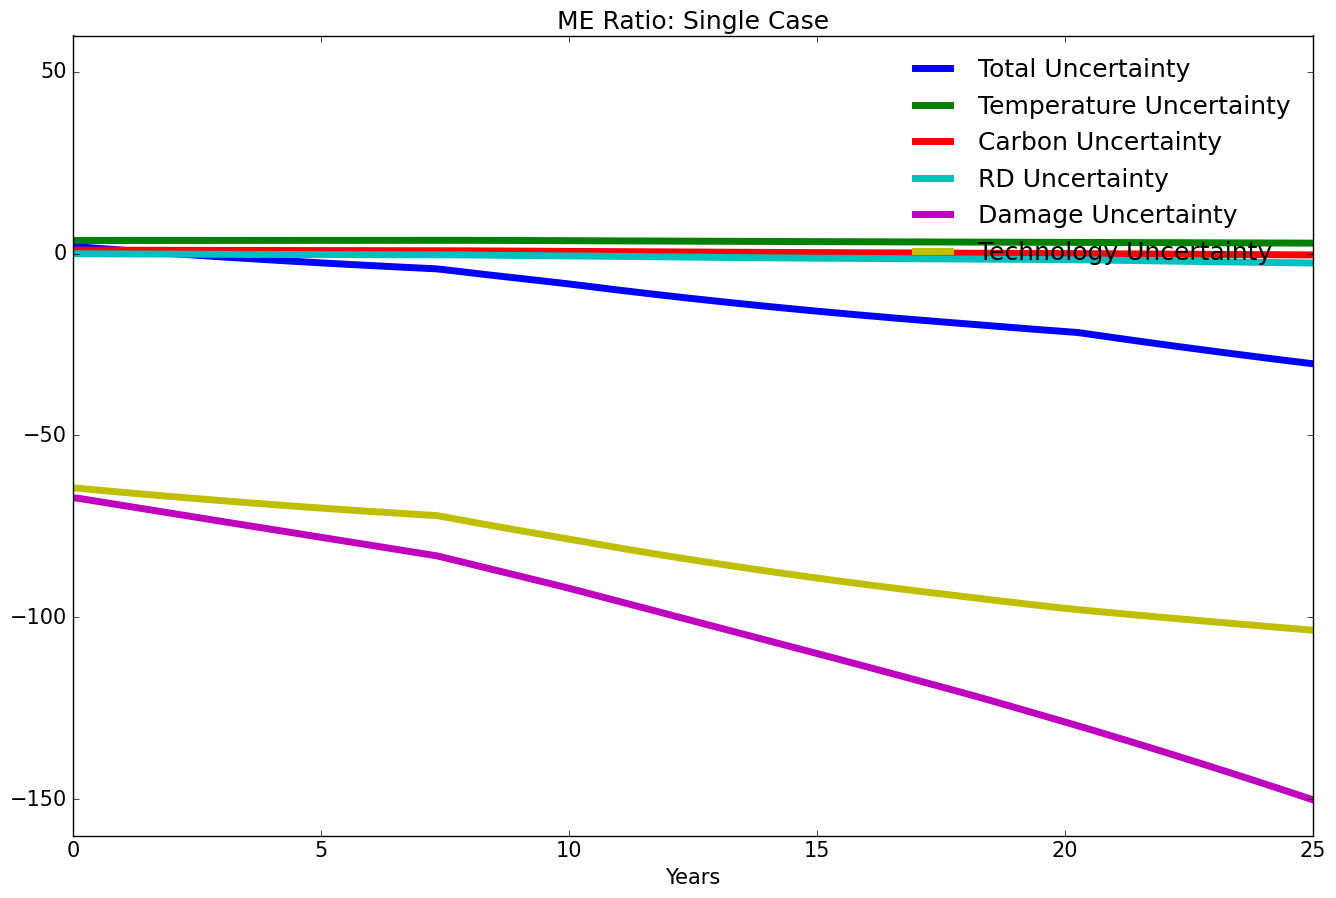 ME Ratio: Single Case
50
0
−50
−100
−150
Total Uncertainty
Temperature Uncertainty
Carbon Uncertainty
RD Uncertainty
Damage Uncertainty
Technology Uncertainty
0 5 10 15 20 25
Years